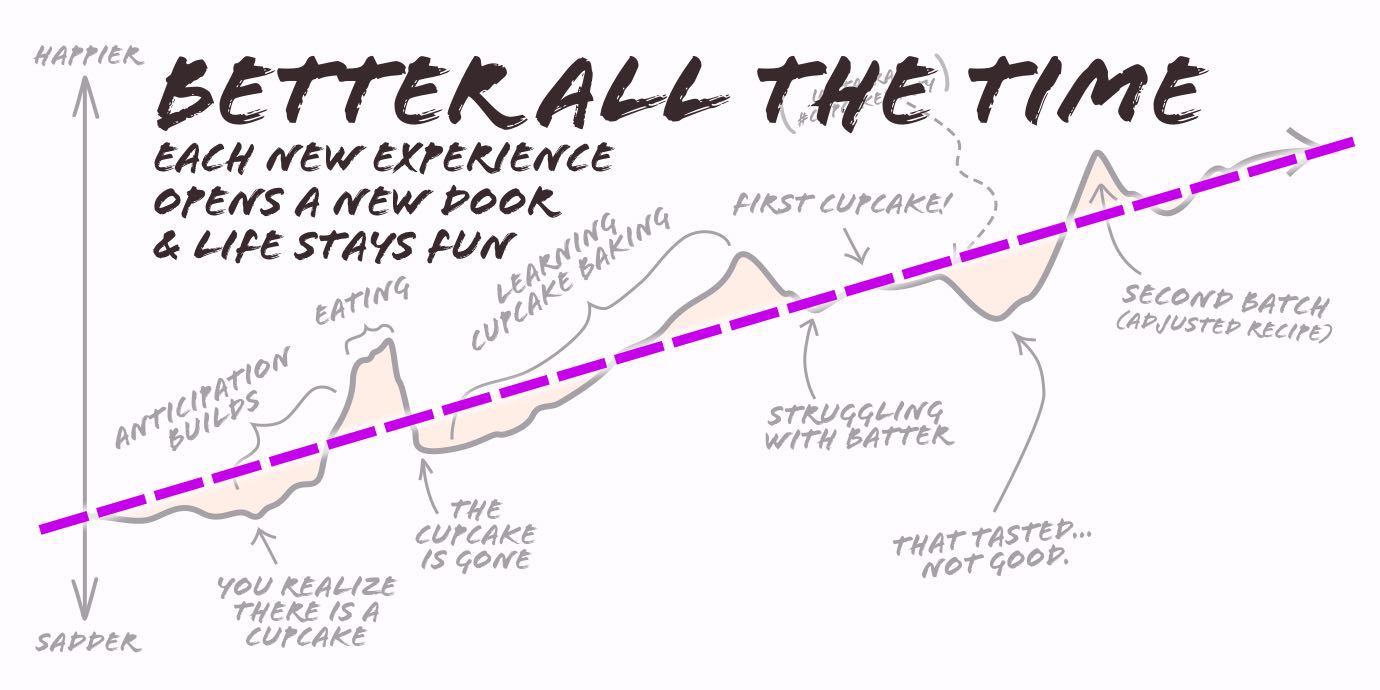 HAPPIER
BETTER ALL THE TIME
EACH NEW EXPERIENCE
OPENS A NEW DOOR
& LIFE STAYS FUN
FIRST CUPCAKE!
LEARNING
CUPCAKE BAKING
EATING
SECOND BATCH
(ADJUSTED RECIPE)
ANTICIPATION
BUILDS
STRUGGLING
WITH BATTER
THE
CUPCAKE
IS GONE
THAT TASTED...
NOT GOOD.
YOU REALIZE
THERE IS A
CUPCAKE
SADDER